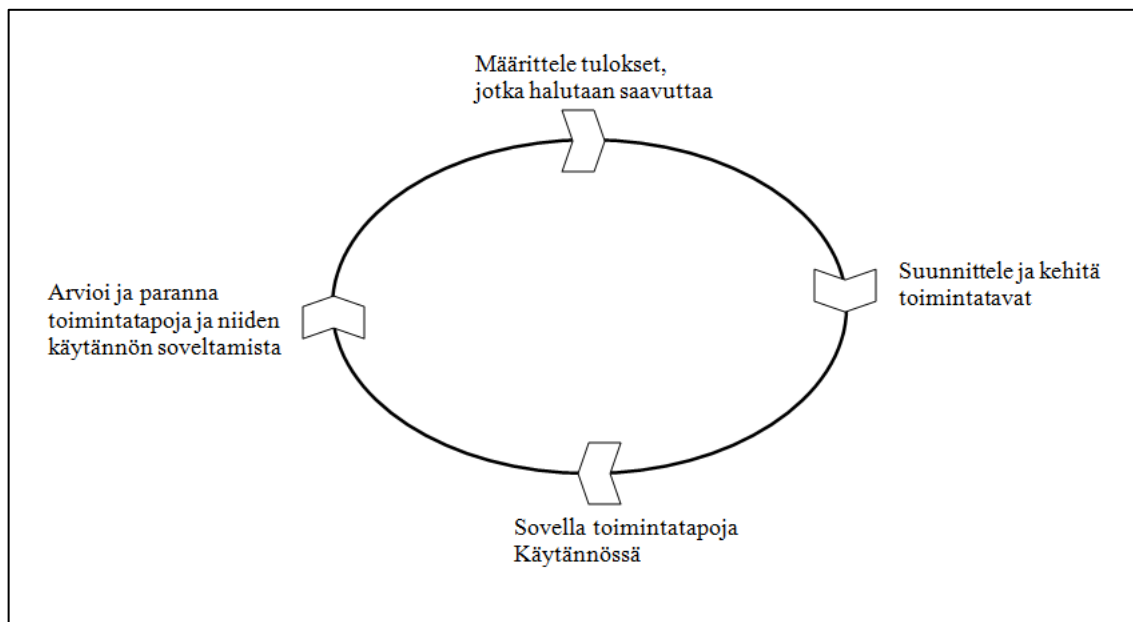 Määrittele tulokset,
jotka halutaan saavuttaa
Suunnittele ja kehitä
toimintatavat
Sovella toimintatapoja
Käytännössä
Arvioi ja paranna
toimintatapoja ja niiden
käytännön soveltamista